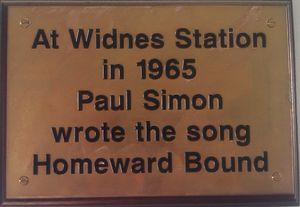 At Widnes Station
in 1965
Paul Simon
wrote the song
Homeward Bound